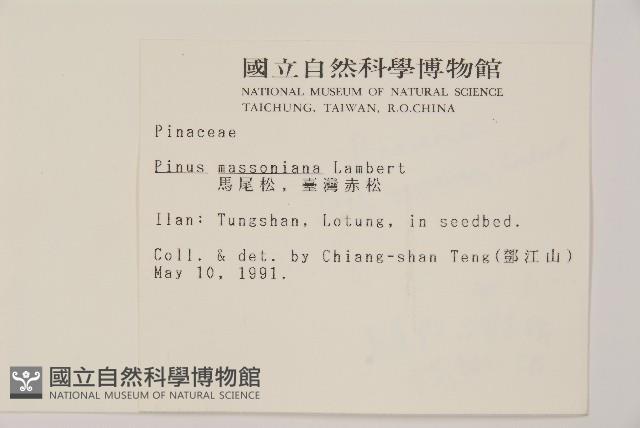 國立自然科學博物館
NATIONAL MUSEUM OF NATURAL SCIENCE
TAICHUNG, TAIWAN, R.O.CHINA
Pinaceae
Pinus massoniana Lambert
馬尾松, 臺灣赤松
Ilan: Tungshan, Lotung, in seedbed.
Coll. & det. by Chiang-shan Teng(鄧江山)
May 10, 1991.
國立自然科學博物館
NATIONAL MUSEUM OF NATURAL SCIENCE